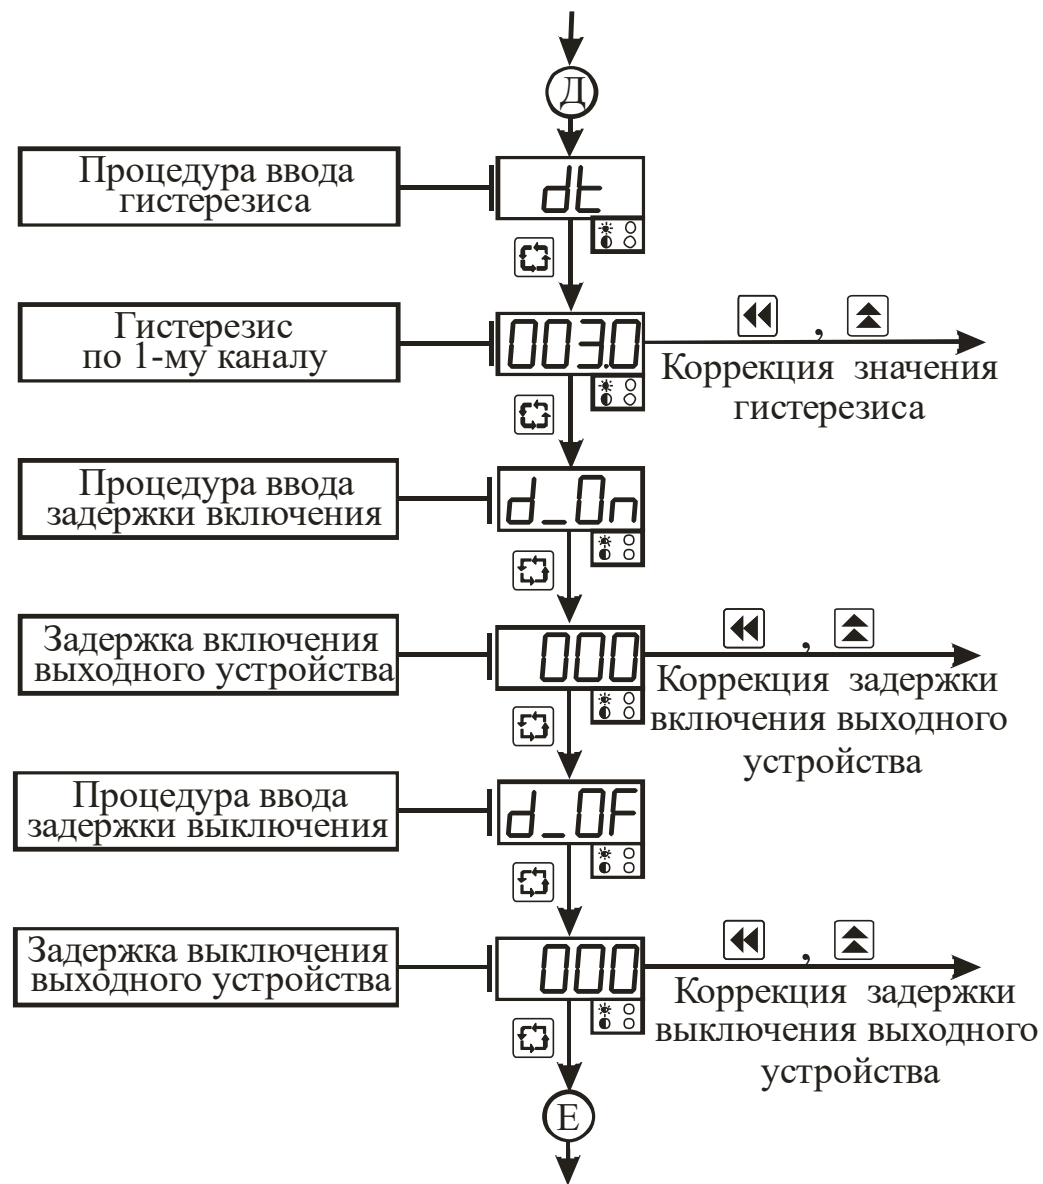 Д
Процедура ввода
гистерезиса
dt
Гистерезис
по 1-му каналу
003.0
,
Коррекция значения
гистерезиса
Процедура ввода
задержки включения
d_On
Задержка включения
выходного устройства
000
,
Коррекция задержки
включения выходного
устройства
Процедура ввода
задержки выключения
d_OF
Задержка выключения
выходного устройства
000
,
Коррекция задержки
выключения выходного
устройства
Е